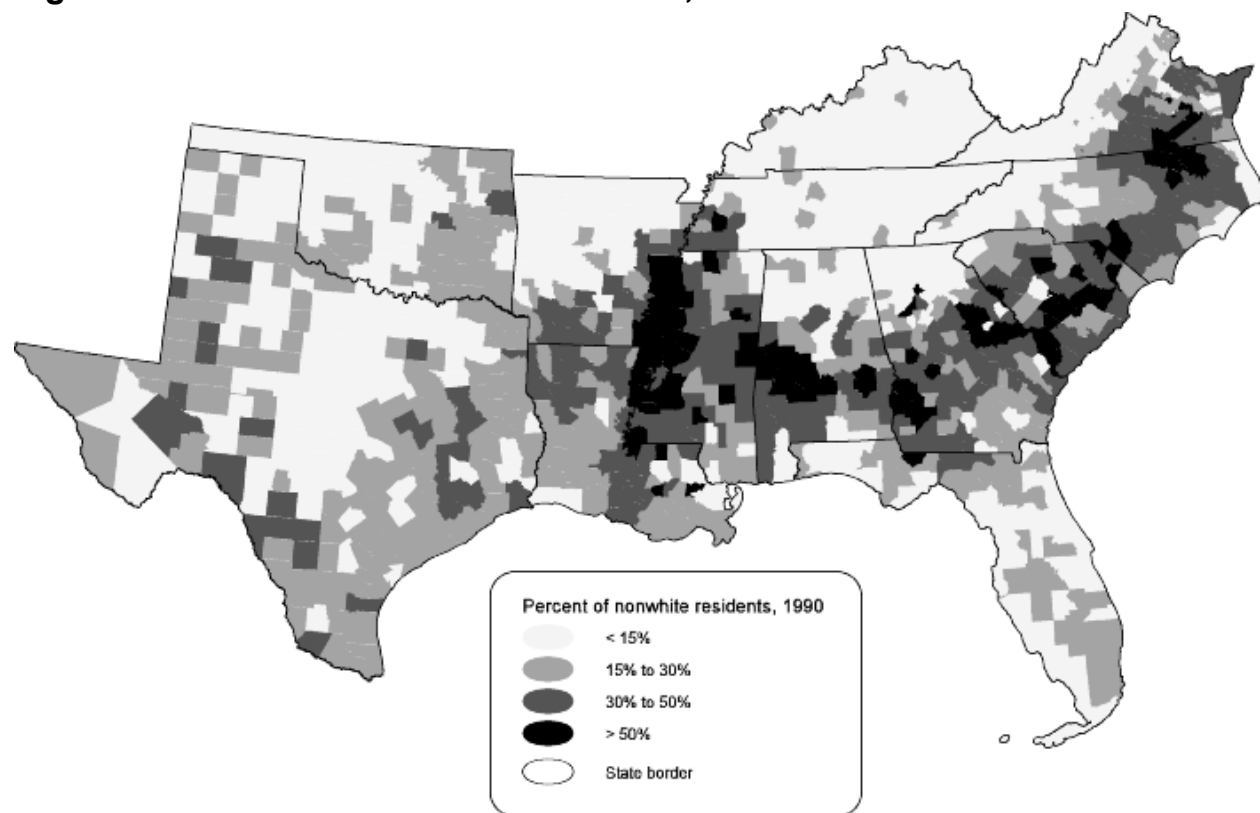 Percent of nonwhite residents, 1990
< 15%
15% to 30%
30% to 50%
> 50%
State border